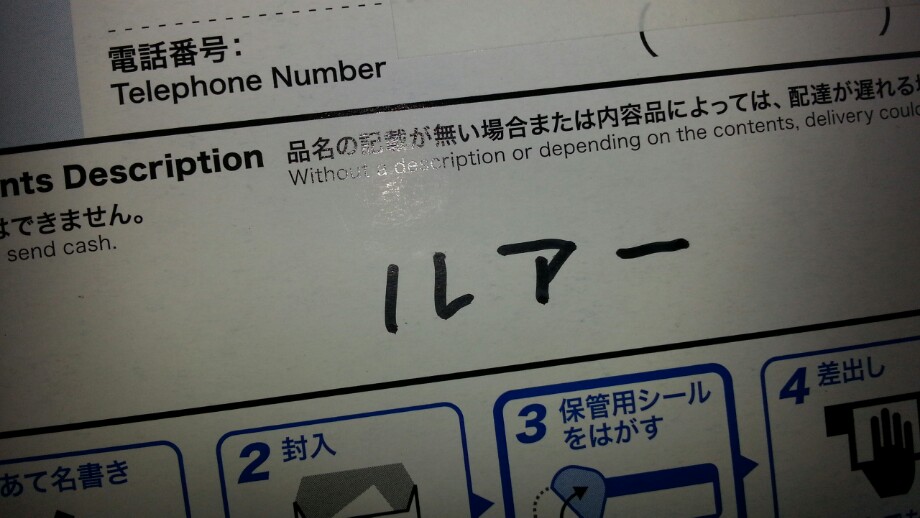 電話番号:
Telephone Number
( )
nts Description
品名の記載が無い場合または内容品によっては、配達が遅れる
Without a description or depending on the contents, delivery coul
はできません。
send cash.
ルアー
あて名書き
2 封入
3 保管用シール
をはがす
4 差出し